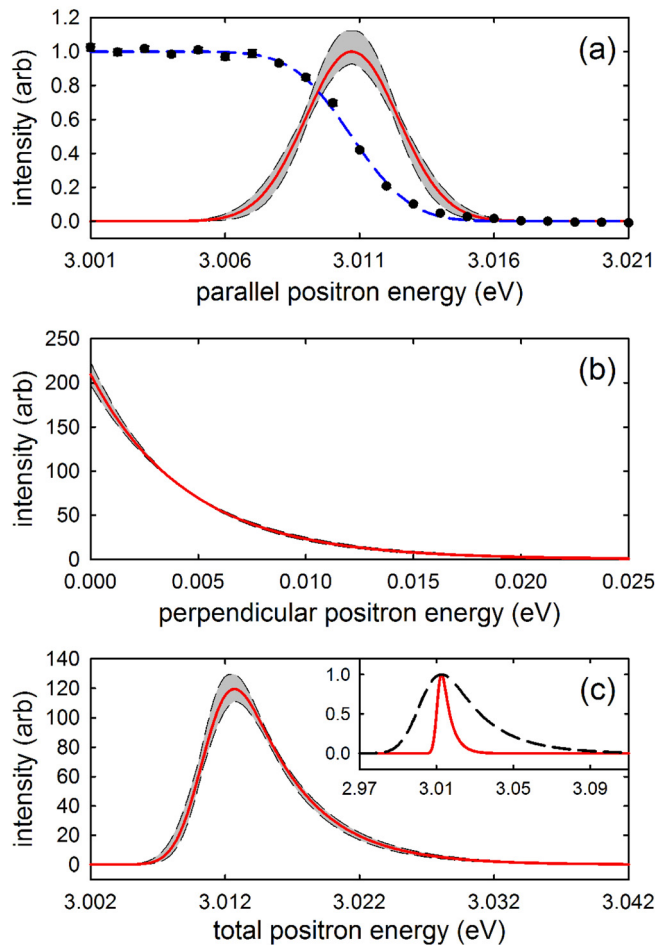 1.2
(a)
1.0
0.8
0.6
0.4
0.2
0.0
intensity (arb)
3.001 3.006 3.011 3.016 3.021
parallel positron energy (eV)
250
(b)
200
150
100
50
0
intensity (arb)
0.000 0.005 0.010 0.015 0.020 0.025
perpendicular positron energy (eV)
140
120
100
80
60
40
20
0
intensity (arb)
1.0
0.5
0.0
(c)
2.97 3.01 3.05 3.09
3.002 3.012 3.022 3.032 3.042
total positron energy (eV)